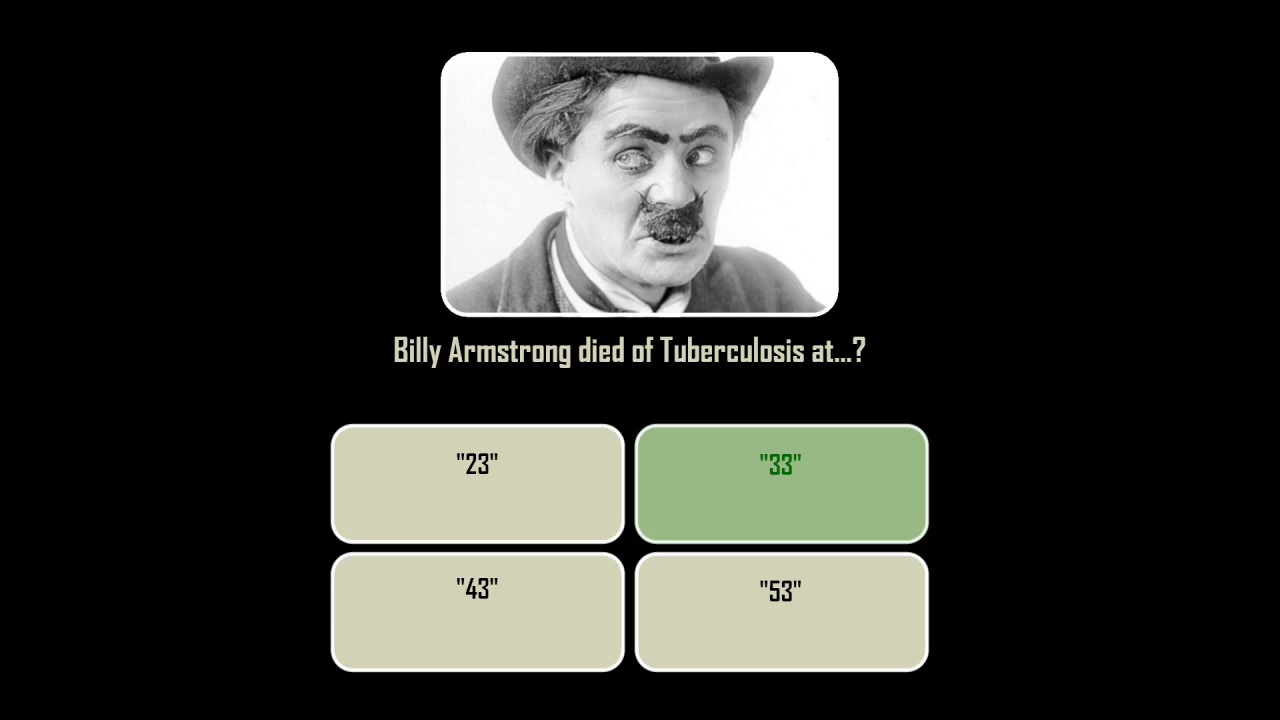 Billy Armstrong died of Tuberculosis at...?
"23"
"33"
"43"
"53"